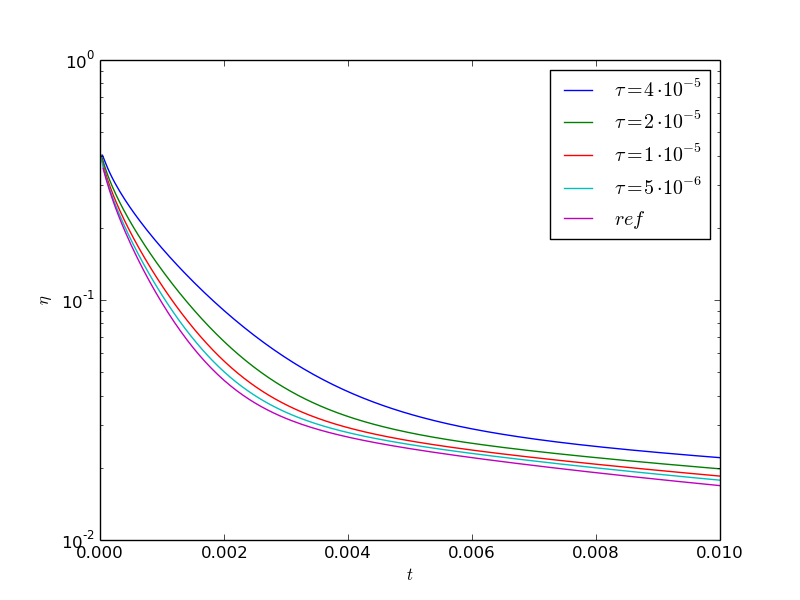 10^0
τ = 4·10^-5
τ = 2·10^-5
τ = 1·10^-5
τ = 5·10^-6
ref
η
10^-1
10^-2
0.000 0.002 0.004 0.006 0.008 0.010
t